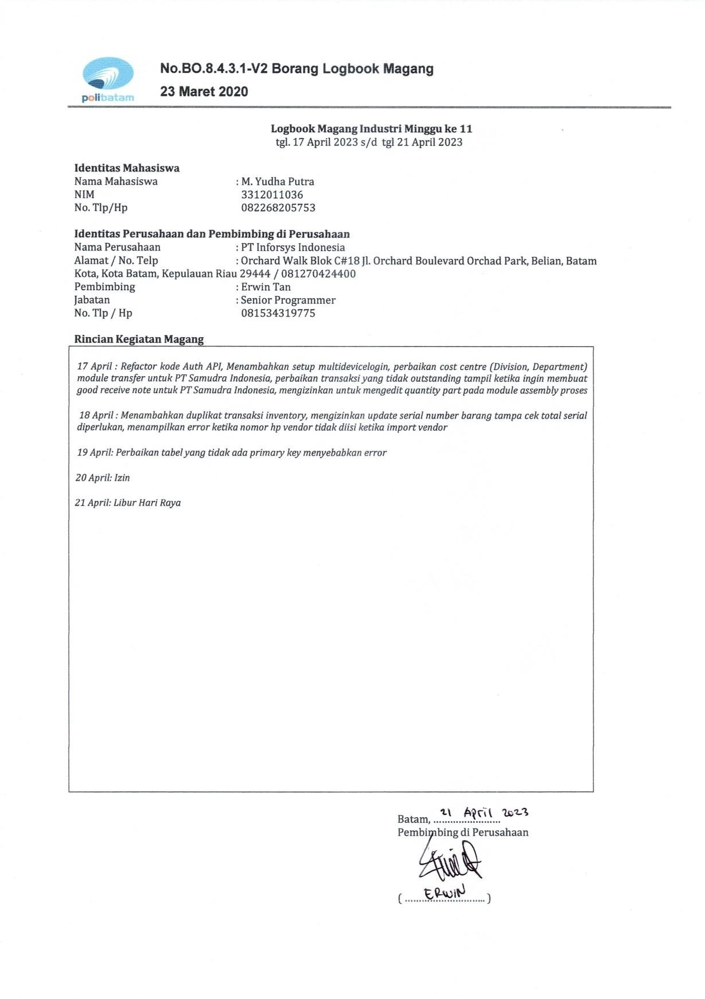 No.BO.8.4.3.1-V2 Borang Logbook Magang
23 Maret 2020
polibatam
Logbook Magang Industri Minggu ke 11
tgl. 17 April 2023 s/d tgl 21 April 2023
Identitas Mahasiswa
Nama Mahasiswa : M. Yudha Putra
NIM 3312011036
No. Tlp/Hp 082268205753
Identitas Perusahaan dan Pembimbing di Perusahaan
Nama Perusahaan : PT Inforsys Indonesia
Alamat / No. Telp : Orchard Walk Blok C#18 Jl. Orchard Boulevard Orchad Park, Belian, Batam
Kota, Kota Batam, Kepulauan Riau 29444 / 081270424400
Pembimbing : Erwin Tan
Jabatan : Senior Programmer
No. Tlp / Hp 081534319775
Rincian Kegiatan Magang
17 April : Refactor kode Auth API, Menambahkan setup multidevicelogin, perbaikan cost centre (Division, Department)
module transfer untuk PT Samudra Indonesia, perbaikan transaksi yang tidak outstanding tampil ketika ingin membuat
good receive note untuk PT Samudra Indonesia, mengizinkan untuk mengedit quantity part pada module assembly proses
18 April : Menambahkan duplikat transaksi inventory, mengizinkan update serial number barang tampa cek total serial
diperlukan, menampilkan error ketika nomor hp vendor tidak diisi ketika import vendor
19 April: Perbaikan tabel yang tidak ada primary key menyebabkan error
20 April: Izin
21 April: Libur Hari Raya
Batam, 21 April 2023
Pembimbing di Perusahaan
( ERWIN )